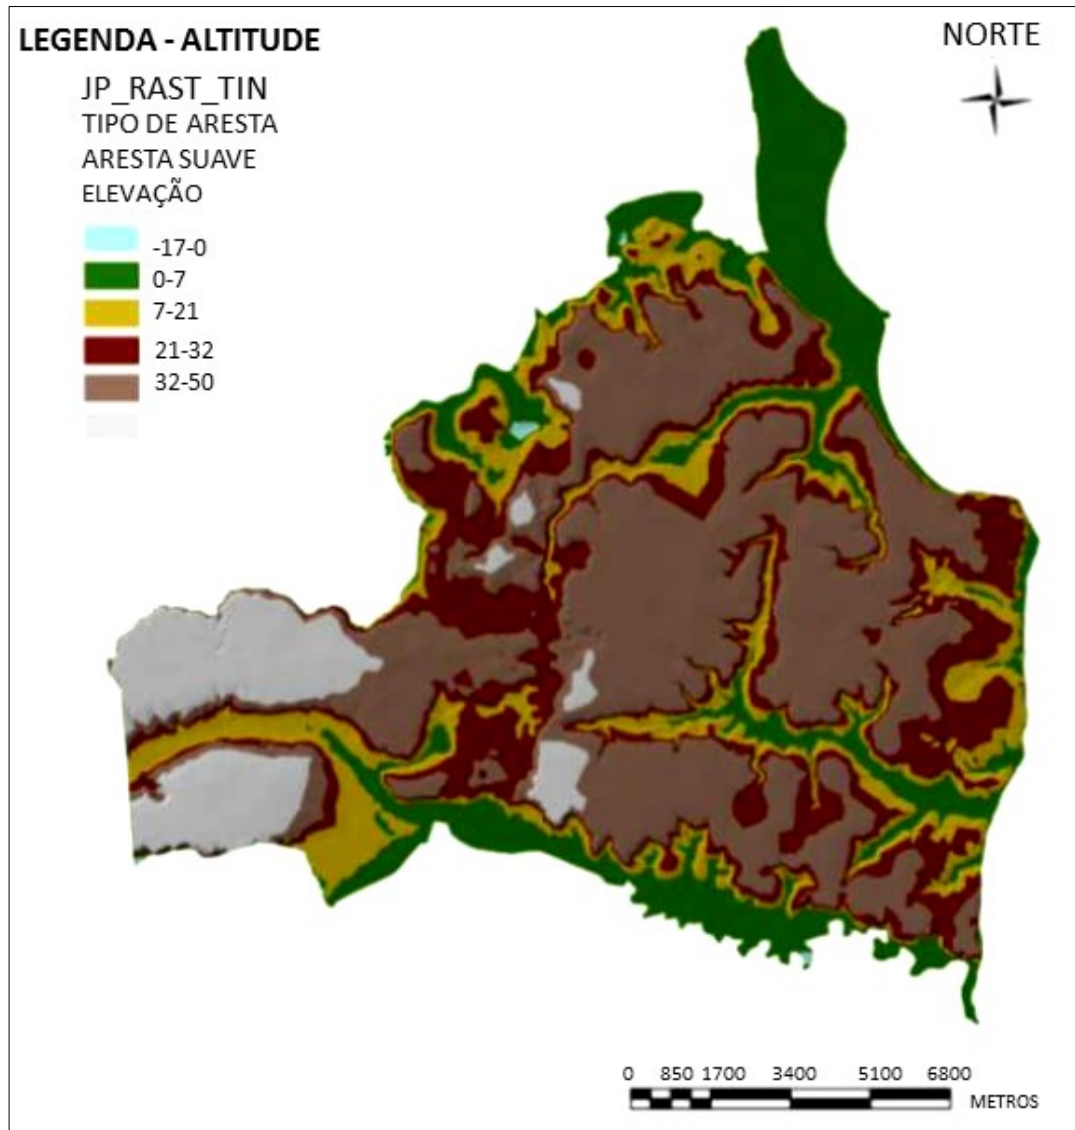 LEGENDA - ALTITUDE
NORTE
JP_RAST_TIN
TIPO DE ARESTA
ARESTA SUAVE
ELEVAÇÃO
-17-0
0-7
7-21
21-32
32-50
0 850 1700 3400 5100 6800
METROS